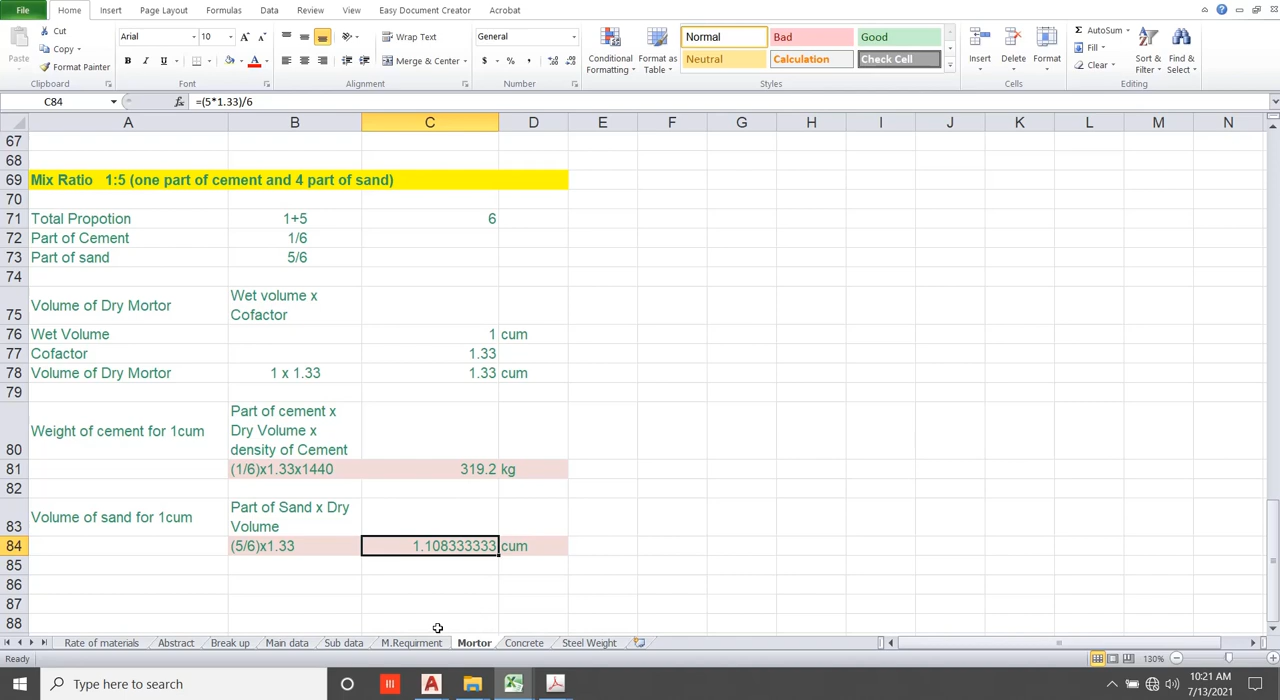 File Home Insert Page Layout Formulas Data Review View Easy Document Creator Acrobat
Paste Cut Copy Format Painter Clipboard
Arial 10 Font
Wrap Text Merge & Center Alignment
General Number
Conditional Formatting Format as Table Normal Bad Good Neutral Calculation Check Cell Styles
Insert Delete Format Cells
AutoSum Fill Clear Sort & Filter Find & Select Editing
C84 fx =(5*1.33)/6
A B C D E F G H I J K L M N
67
68
69 Mix Ratio 1:5 (one part of cement and 4 part of sand)
70
71 Total Propotion 1+5 6
72 Part of Cement 1/6
73 Part of sand 5/6
74
75 Volume of Dry Mortor Wet volume x Cofactor
76 Wet Volume 1 cum
77 Cofactor 1.33
78 Volume of Dry Mortor 1 x 1.33 1.33 cum
79
80 Weight of cement for 1cum Part of cement x Dry Volume x density of Cement
81 (1/6)x1.33x1440 319.2 kg
82
83 Volume of sand for 1cum Part of Sand x Dry Volume
84 (5/6)x1.33 1.108333333 cum
85
86
87
88
Rate of materials Abstract Break up Main data Sub data M.Requirment Mortor Concrete Steel Weight
Ready 130%
Type here to search 10:21 AM
7/13/2021